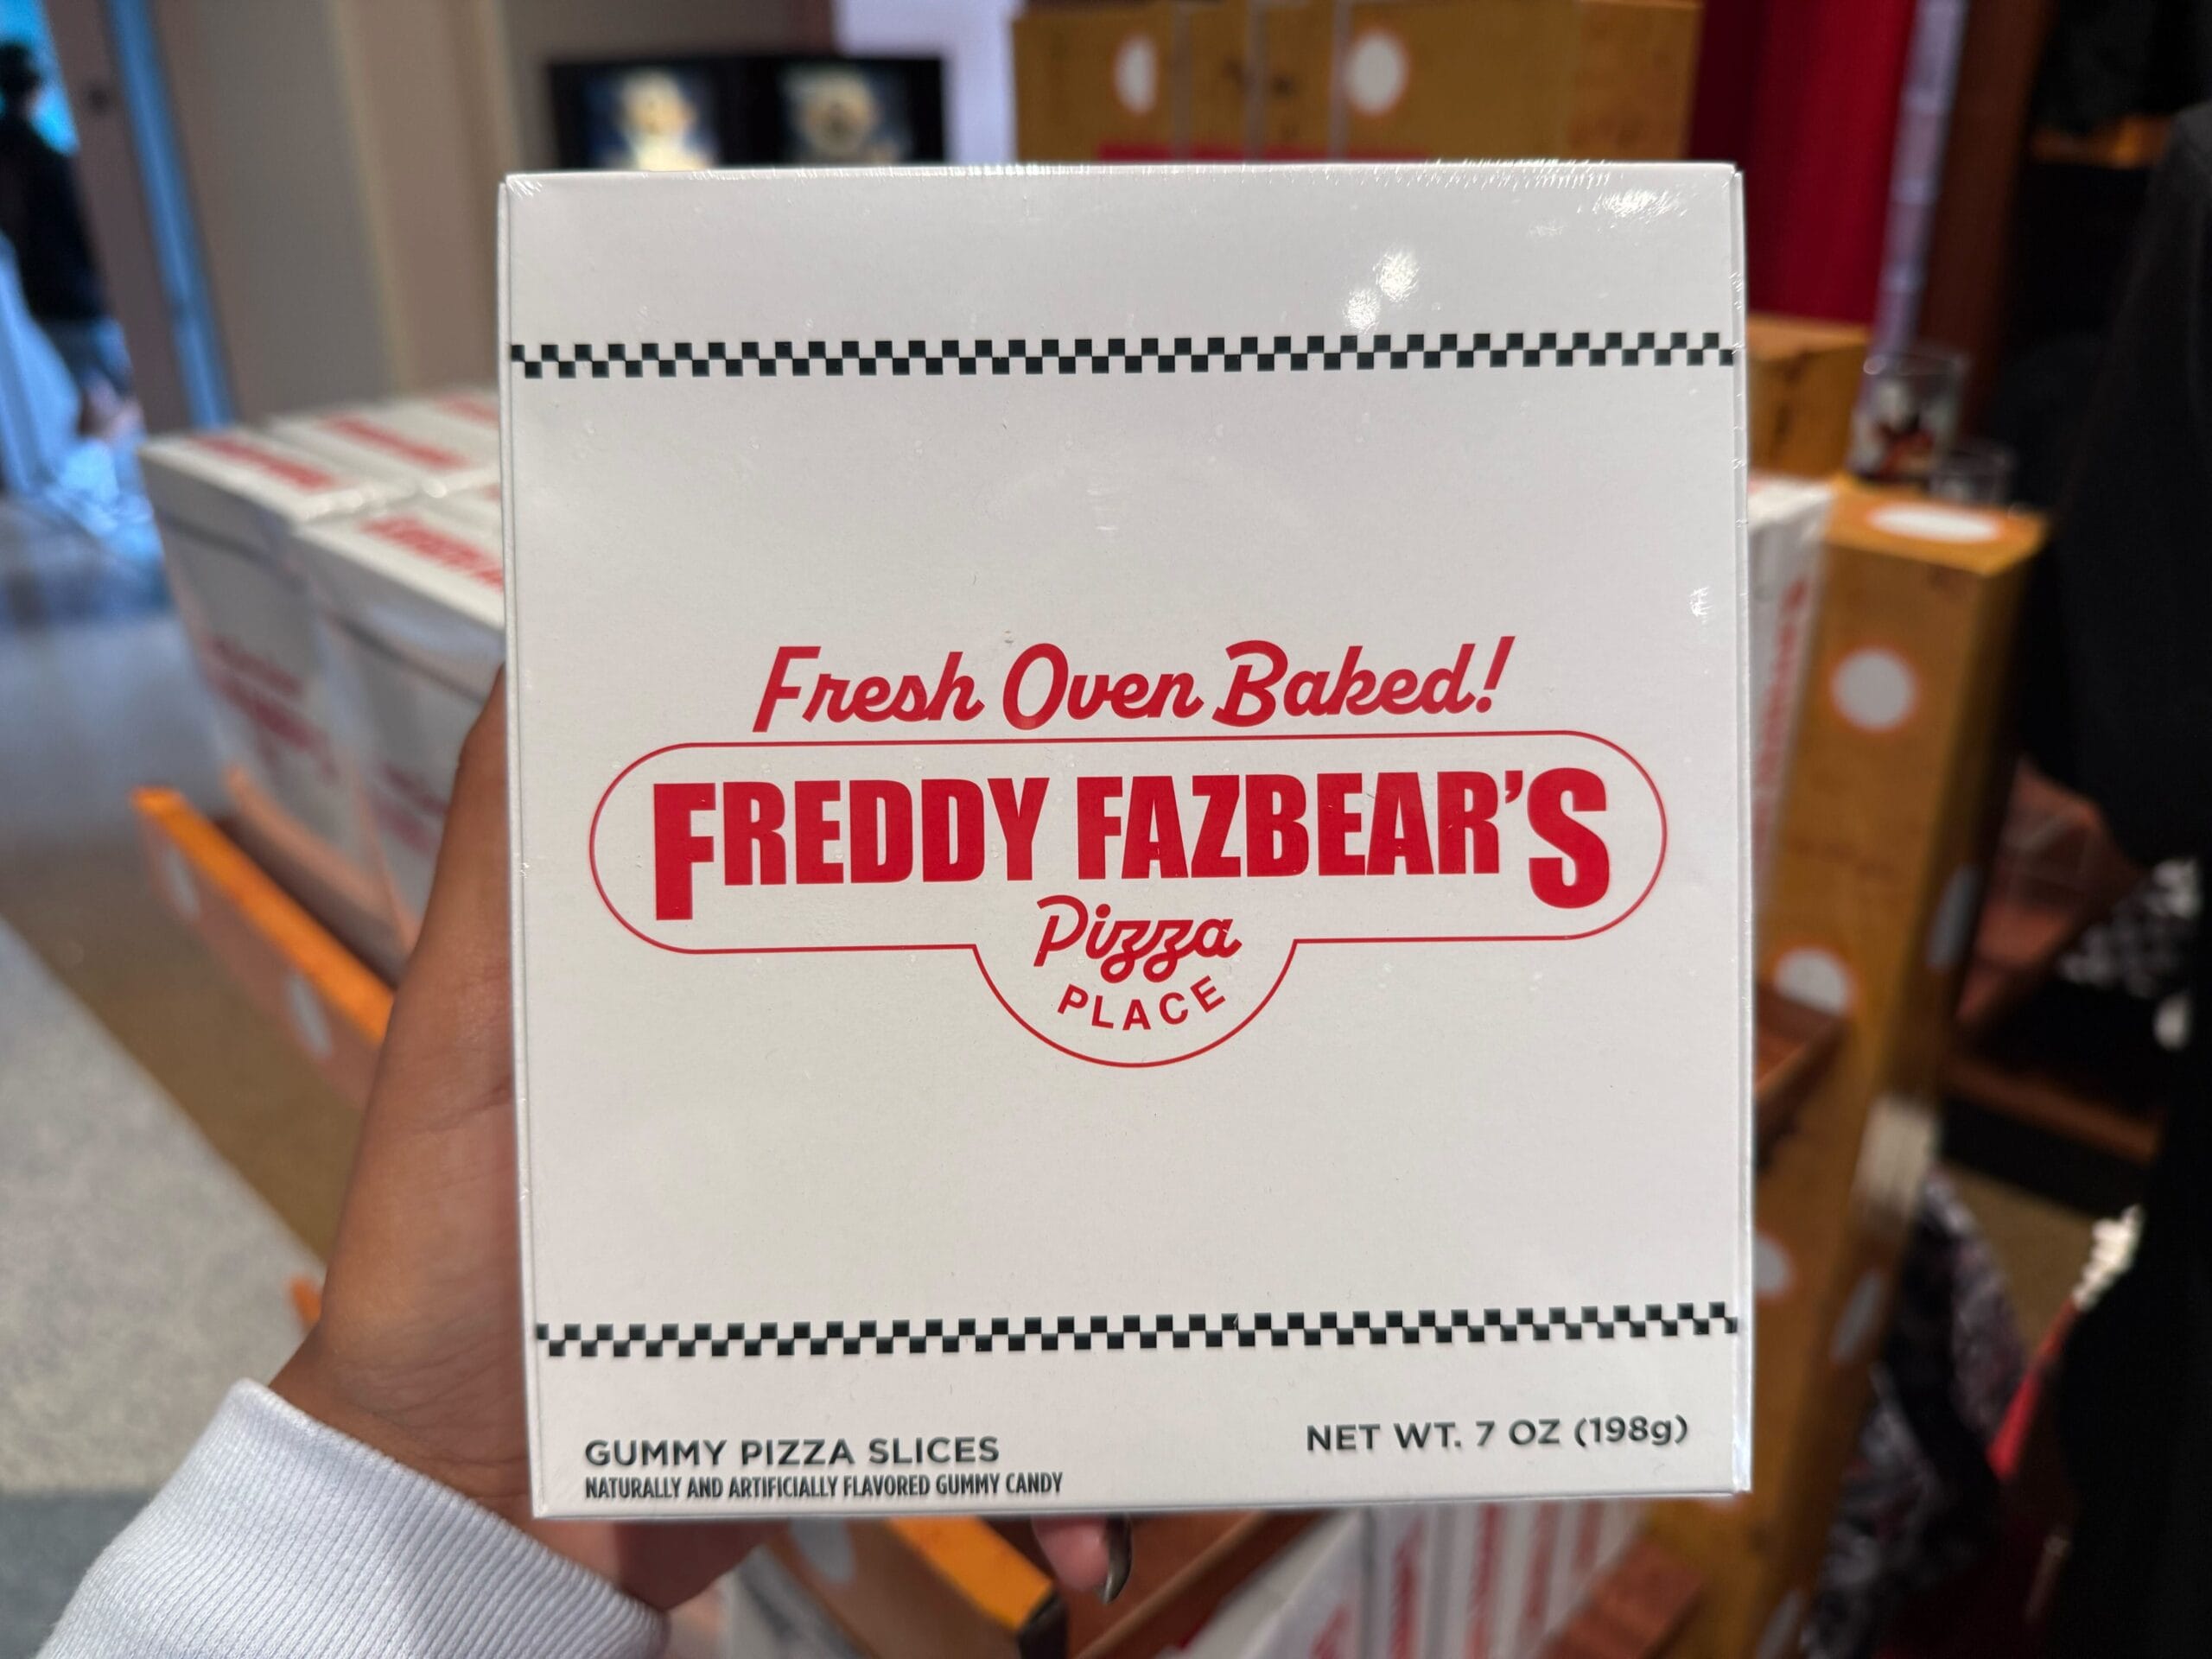 Fresh Oven Baked!
FREDDY FAZBEAR'S
Pizza
PLACE
GUMMY PIZZA SLICES
NATURALLY AND ARTIFICIALLY FLAVORED GUMMY CANDY
NET WT. 7 OZ (198g)